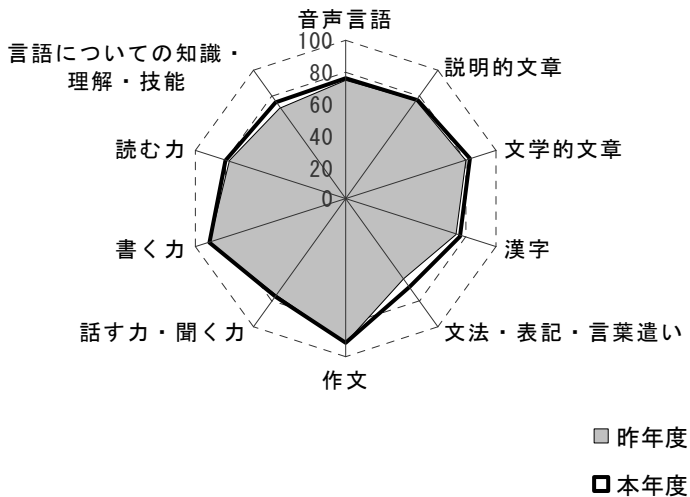 音声言語
100
80
60
40
20
0
説明的文章
文学的文章
漢字
文法・表記・言葉遣い
作文
話す力・聞く力
書く力
読む力
言語についての知識・
理解・技能
昨年度
本年度